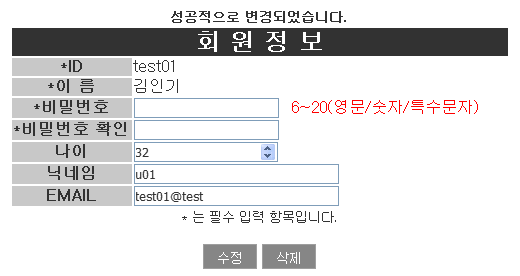 성공적으로 변경되었습니다.
회 원 정 보
*ID test01
*이 름 김인기
*비밀번호 6~20(영문/숫자/특수문자)
*비밀번호 확인
나이 32
닉네임 u01
EMAIL test01@test
* 는 필수 입력 항목입니다.
수정 삭제